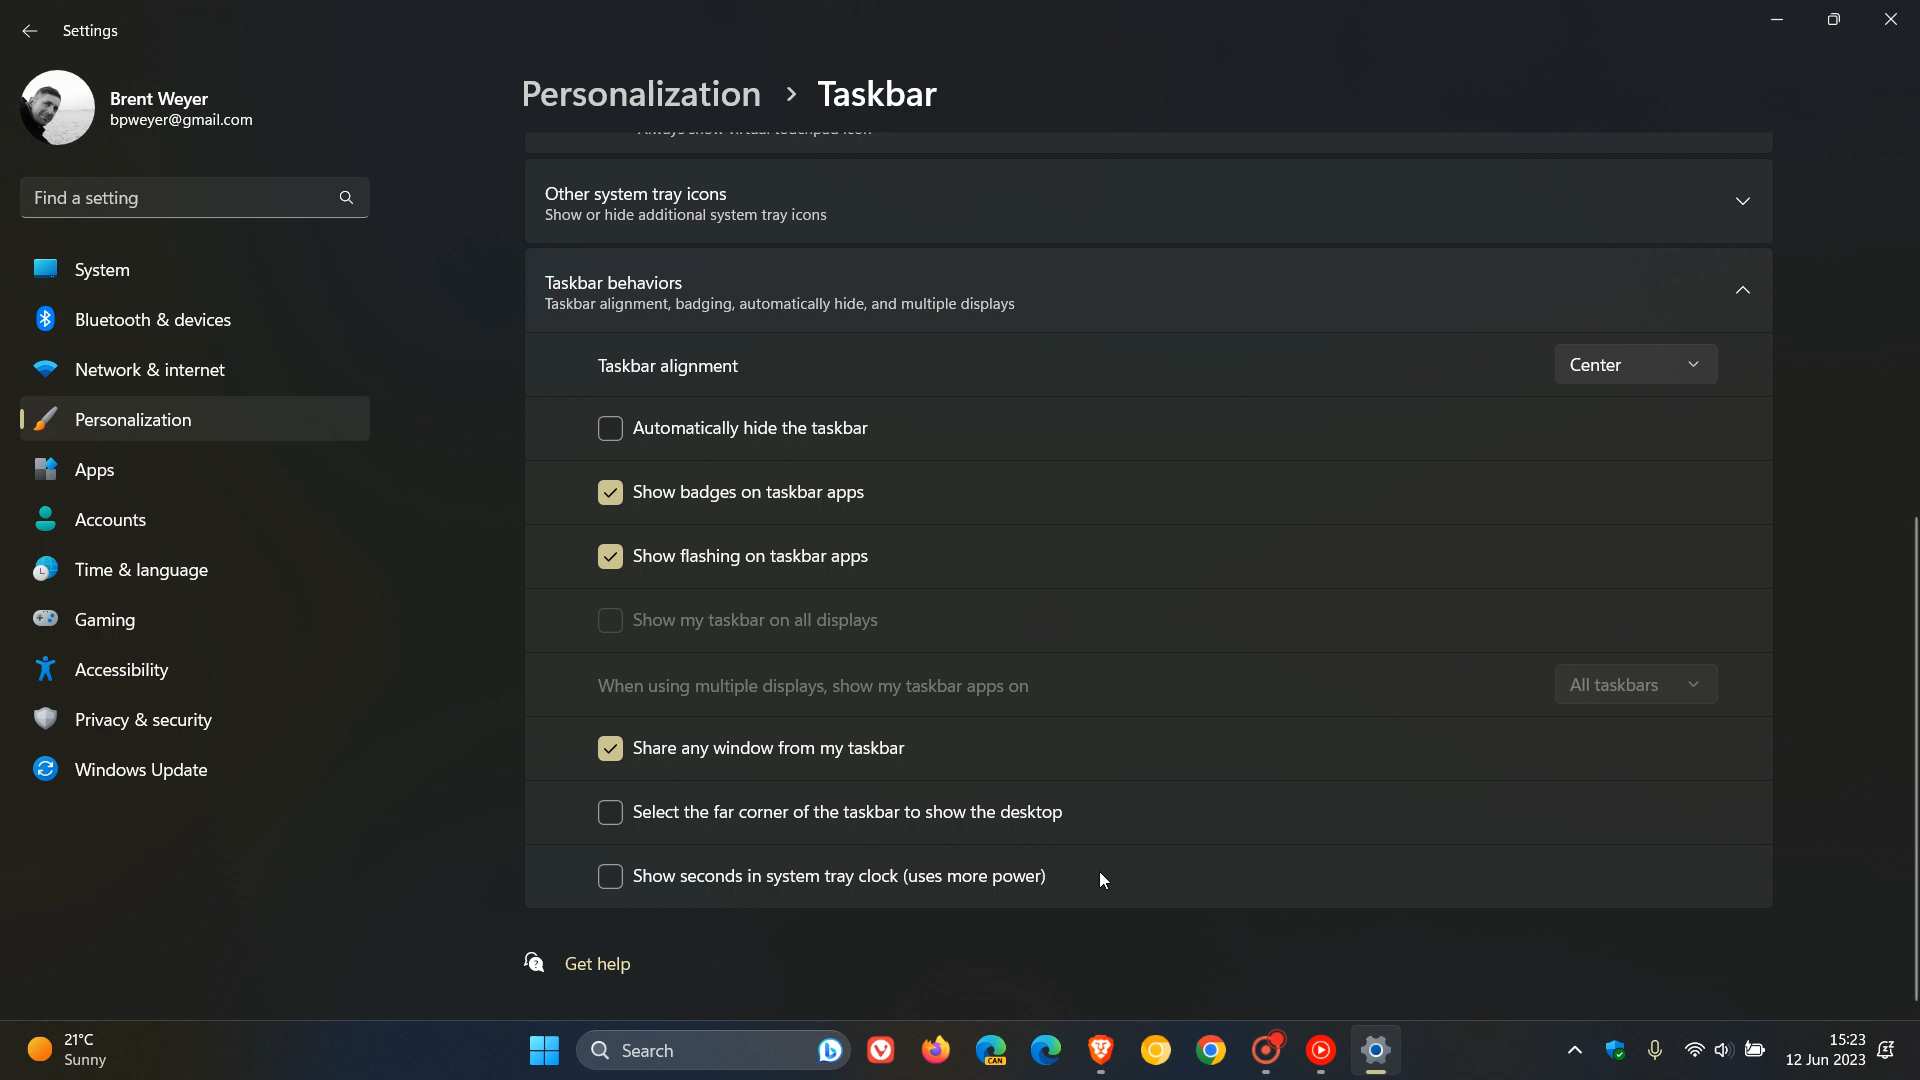 Settings
Brent Weyer
bpweyer@gmail.com
Find a setting
System
Bluetooth & devices
Network & internet
Personalization
Apps
Accounts
Time & language
Gaming
Accessibility
Privacy & security
Windows Update
Personalization > Taskbar
Other system tray icons
Show or hide additional system tray icons
Taskbar behaviors
Taskbar alignment, badging, automatically hide, and multiple displays
Taskbar alignment
Center
Automatically hide the taskbar
Show badges on taskbar apps
Show flashing on taskbar apps
Show my taskbar on all displays
When using multiple displays, show my taskbar apps on
All taskbars
Share any window from my taskbar
Select the far corner of the taskbar to show the desktop
Show seconds in system tray clock (uses more power)
Get help
21°C
Sunny
Search
CAN
15:23
12 Jun 2023